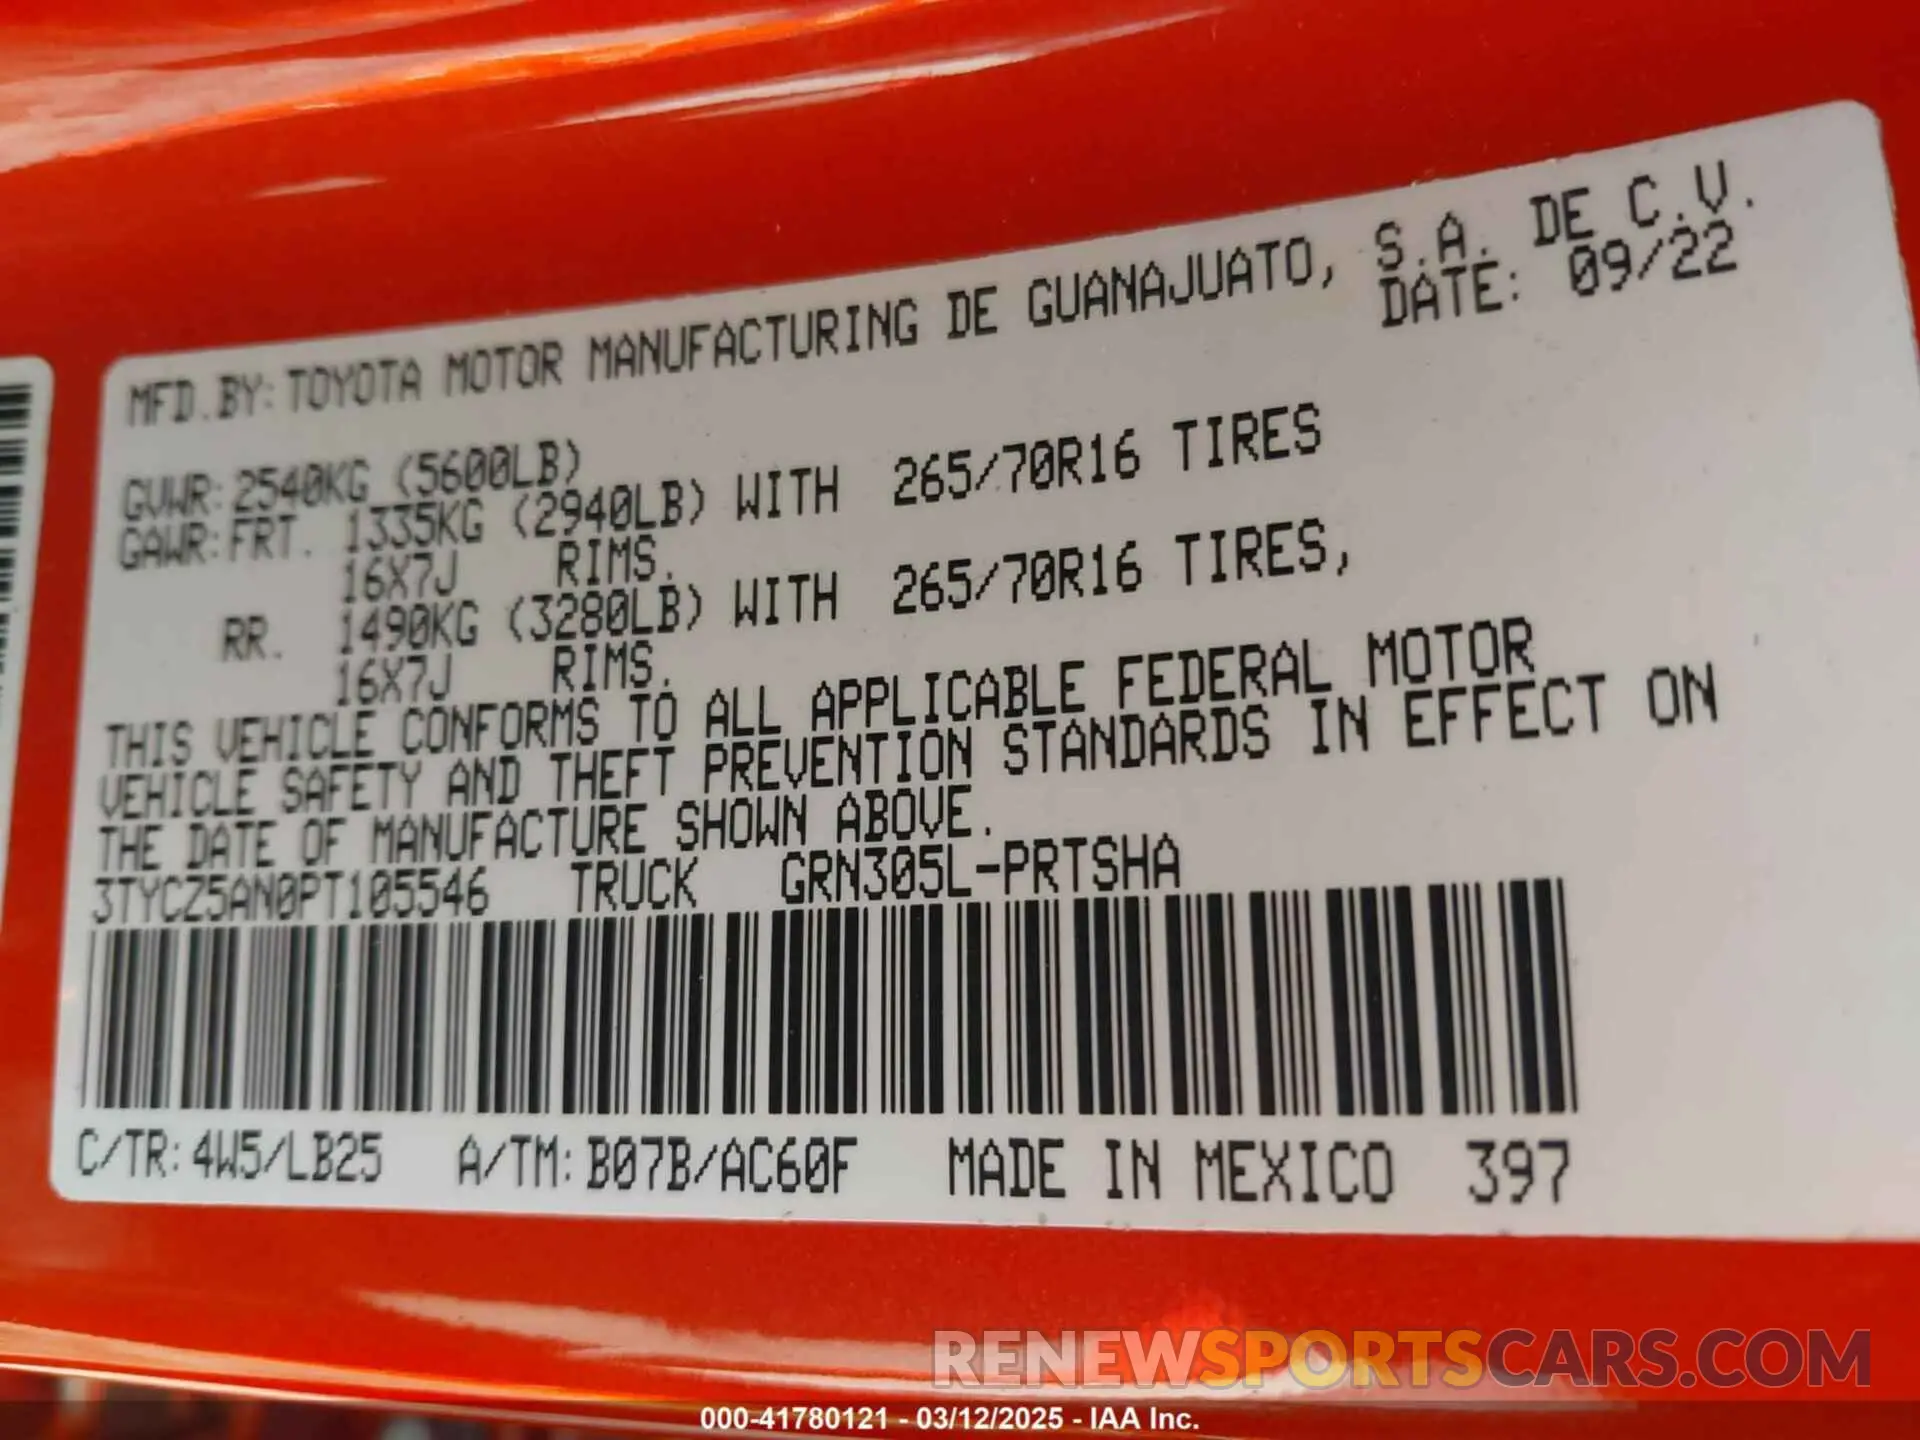 MFD.BY: TOYOTA MOTOR MANUFACTURING DE GUANAJUATO, S.A. DE C.V.
DATE: 09/22
GVWR: 2540KG (5600LB)
GAWR: FRT. 1335KG (2940LB) WITH 265/70R16 TIRES
16X7J RIMS.
RR. 1490KG (3280LB) WITH 265/70R16 TIRES,
16X7J RIMS.
THIS VEHICLE CONFORMS TO ALL APPLICABLE FEDERAL MOTOR
VEHICLE SAFETY AND THEFT PREVENTION STANDARDS IN EFFECT ON
THE DATE OF MANUFACTURE SHOWN ABOVE.
3TYCZ5AN0PT105546 TRUCK GRN305L-PRTSHA
C/TR: 4W5/LB25 A/TM: B07B/AC60F MADE IN MEXICO 397
RENEWSPORTSCARS.COM
000-41780121 - 03/12/2025 - IAA Inc.